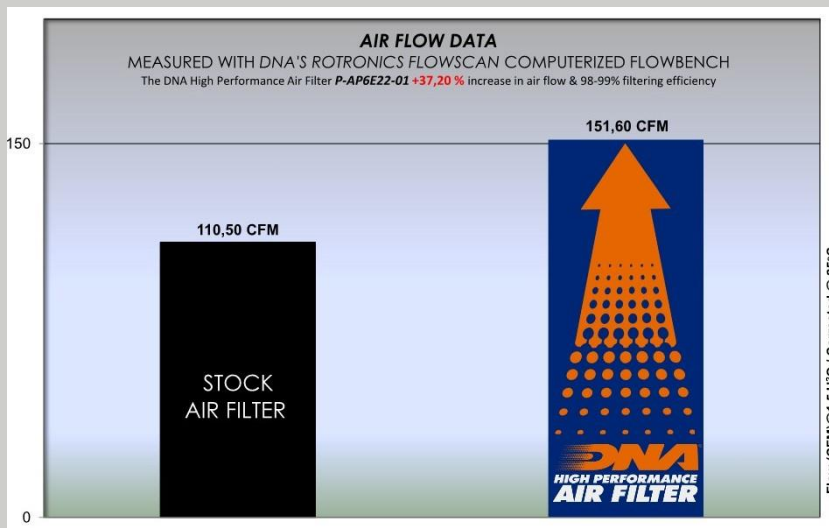 AIR FLOW DATA
MEASURED WITH DNA'S ROTRONICS FLOWSCAN COMPUTERIZED FLOWBENCH
The DNA High Performance Air Filter P-AP6E22-01 +37,20 % increase in air flow & 98-99% filtering efficiency
151,60 CFM
150
110,50 CFM
STOCK
AIR FILTER
DNA
HIGH PERFORMANCE
AIR FILTER
0